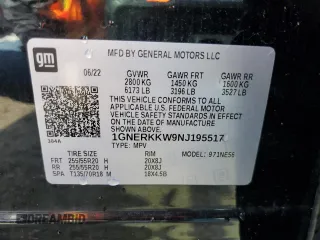 gm
MFD BY GENERAL MOTORS LLC
06/22 GVWR GAWR FRT GAWR RR
2800 KG 1450 KG 1600 KG
6173 LB 3196 LB 3527 LB
THIS VEHICLE CONFORMS TO ALL
APPLICABLE U.S. FEDERAL MOTOR
VEHICLE SAFETY STANDARDS IN
EFFECT ON THE DATE OF
MANUFACTURE SHOWN ABOVE.
1GNERKKW9NJ195517
TYPE: MPV
TIRE SIZE RIM MODEL:
FRT 255/55R20 H 20X8J
RR 255/55R20 H 20X8J
SPA T135/70R18 M 18X4.5B